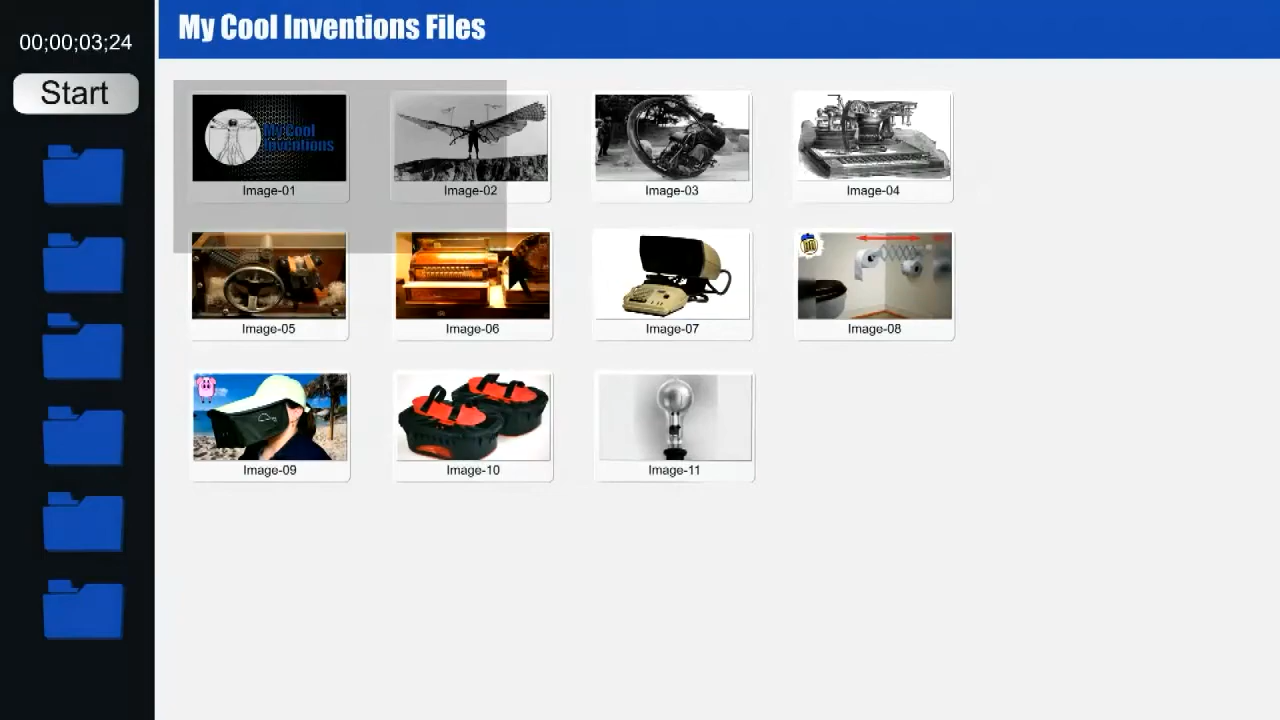 My Cool Inventions Files
00;00;03;24
Start
My Cool
Inventions
Image-01
Image-02
Image-03
Image-04
Image-05
Image-06
Image-07
Image-08
Image-09
Image-10
Image-11